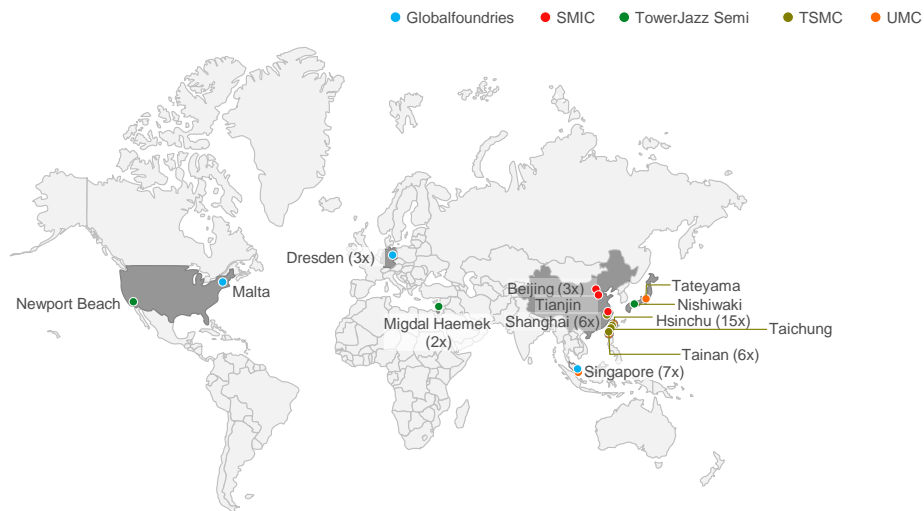 Globalfoundries
SMIC
TowerJazz Semi
TSMC
UMC
Dresden (3x)
Malta
Newport Beach
Migdal Haemek
(2x)
Beijing (3x)
Tianjin
Shanghai (6x)
Tateyama
Nishiwaki
Hsinchu (15x)
Taichung
Tainan (6x)
Singapore (7x)